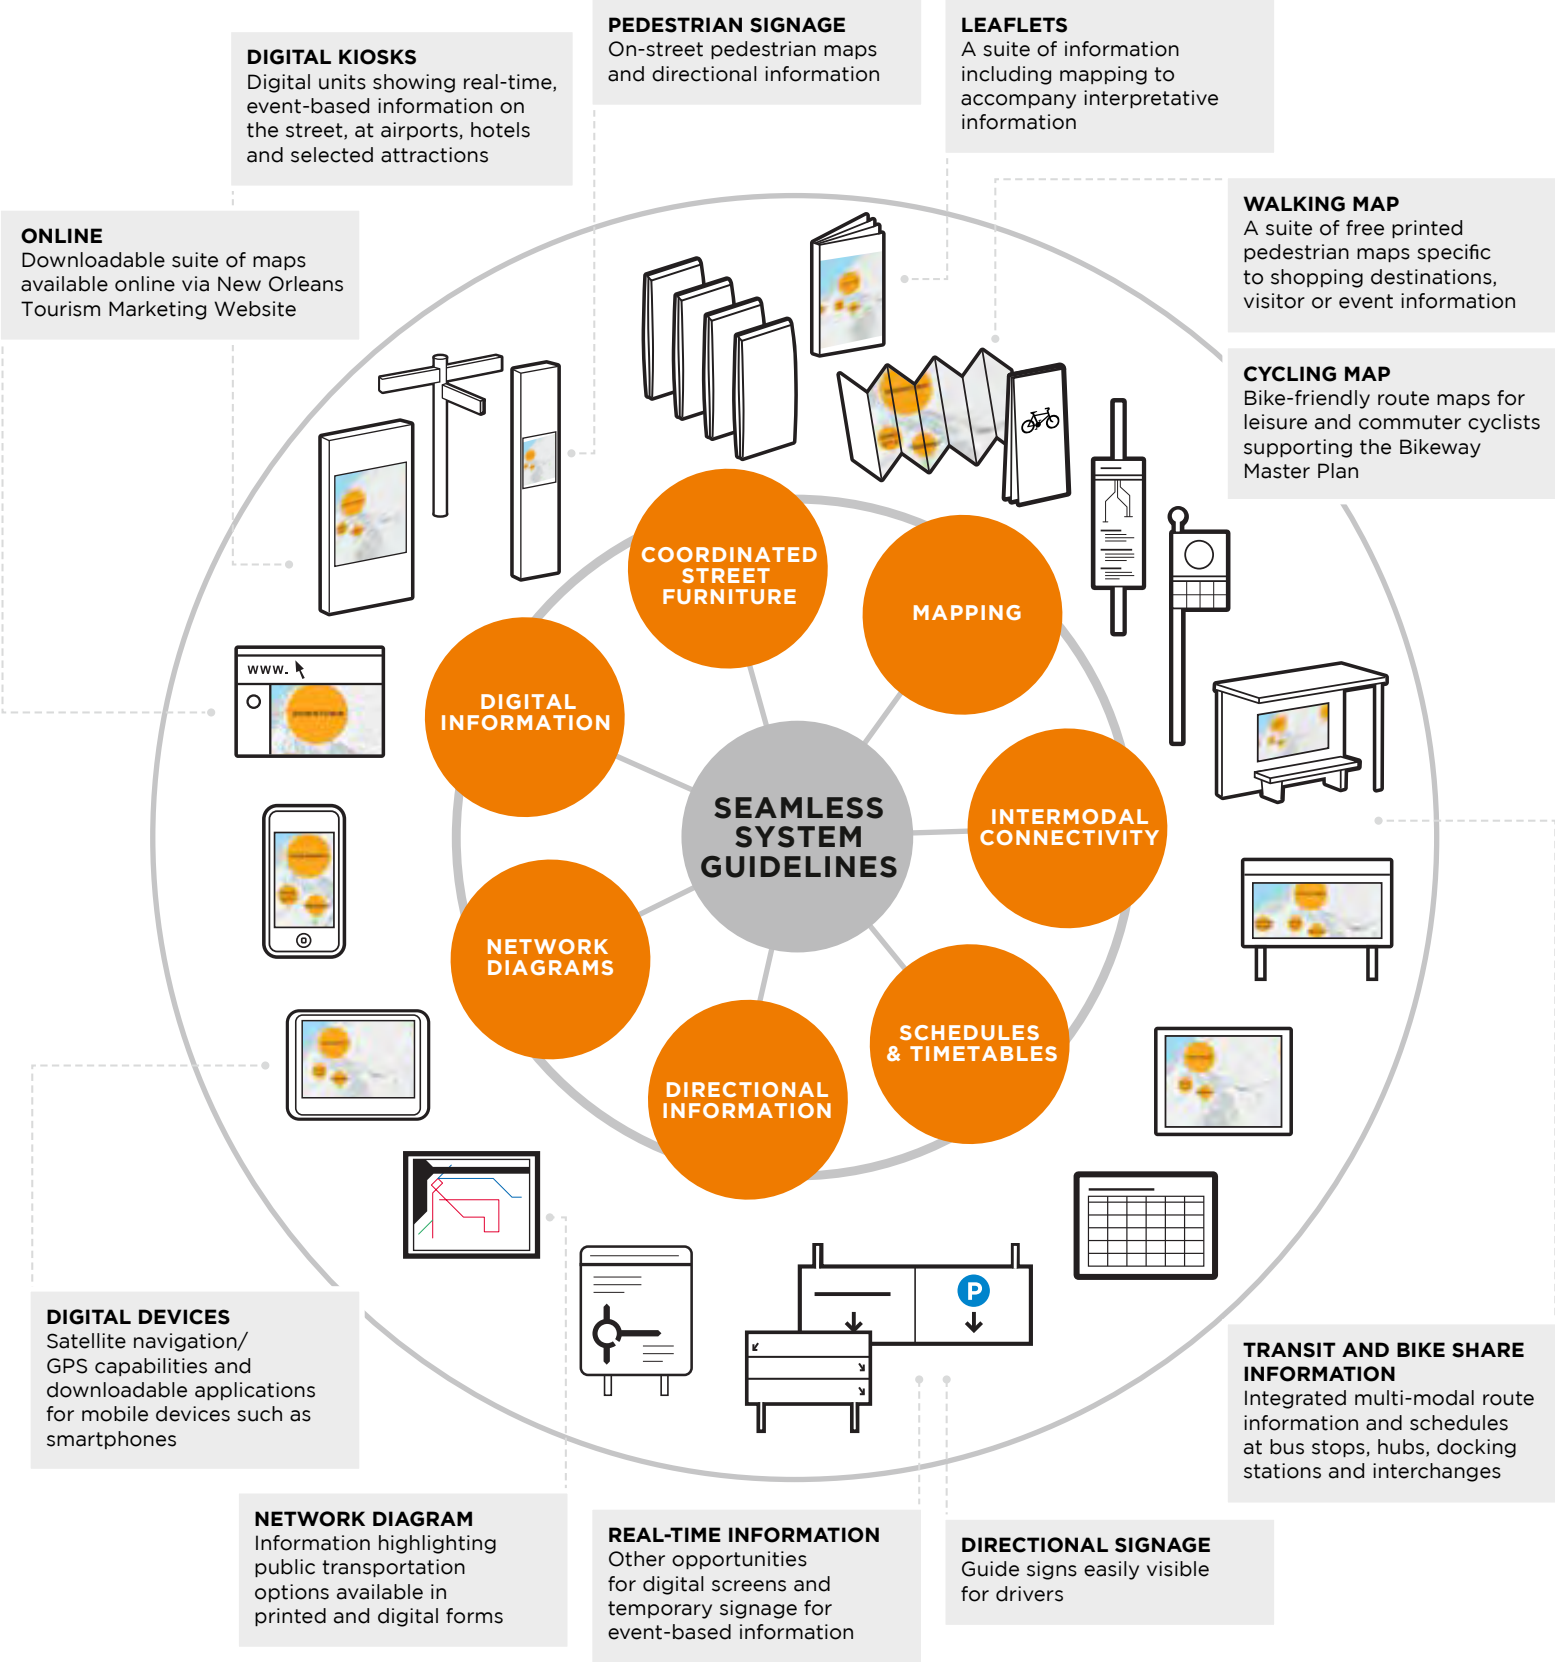 PEDESTRIAN SIGNAGE
On-street pedestrian maps
and directional information
LEAFLETS
A suite of information
including mapping to
accompany interpretative
information
DIGITAL KIOSKS
Digital units showing real-time,
event-based information on
the street, at airports, hotels
and selected attractions
WALKING MAP
A suite of free printed
pedestrian maps specific
to shopping destinations,
visitor or event information
ONLINE
Downloadable suite of maps
available online via New Orleans
Tourism Marketing Website
CYCLING MAP
Bike-friendly route maps for
leisure and commuter cyclists
supporting the Bikeway
Master Plan
COORDINATED
STREET
FURNITURE
MAPPING
www.
DIGITAL
INFORMATION
SEAMLESS
SYSTEM
GUIDELINES
INTERMODAL
CONNECTIVITY
NETWORK
DIAGRAMS
SCHEDULES
& TIMETABLES
DIRECTIONAL
INFORMATION
P
DIGITAL DEVICES
Satellite navigation/
GPS capabilities and
downloadable applications
for mobile devices such as
smartphones
TRANSIT AND BIKE SHARE
INFORMATION
Integrated multi-modal route
information and schedules
at bus stops, hubs, docking
stations and interchanges
NETWORK DIAGRAM
Information highlighting
public transportation
options available in
printed and digital forms
REAL-TIME INFORMATION
Other opportunities
for digital screens and
temporary signage for
event-based information
DIRECTIONAL SIGNAGE
Guide signs easily visible
for drivers